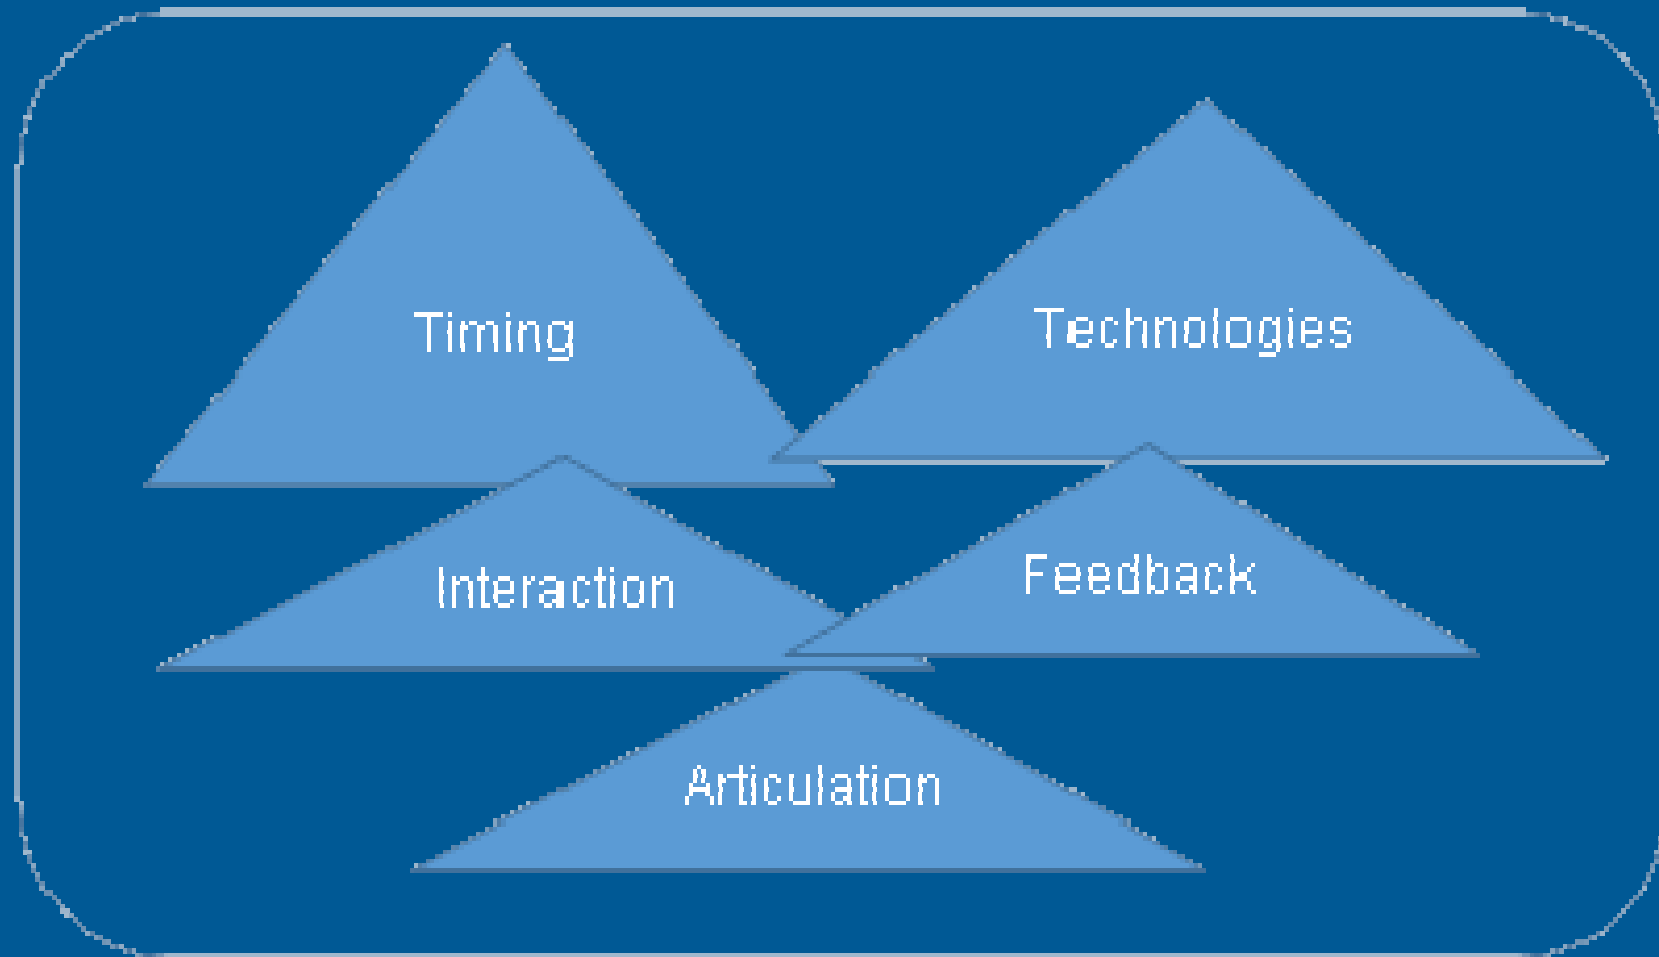 Timing
Technologies
Interaction
Feedback
Articulation